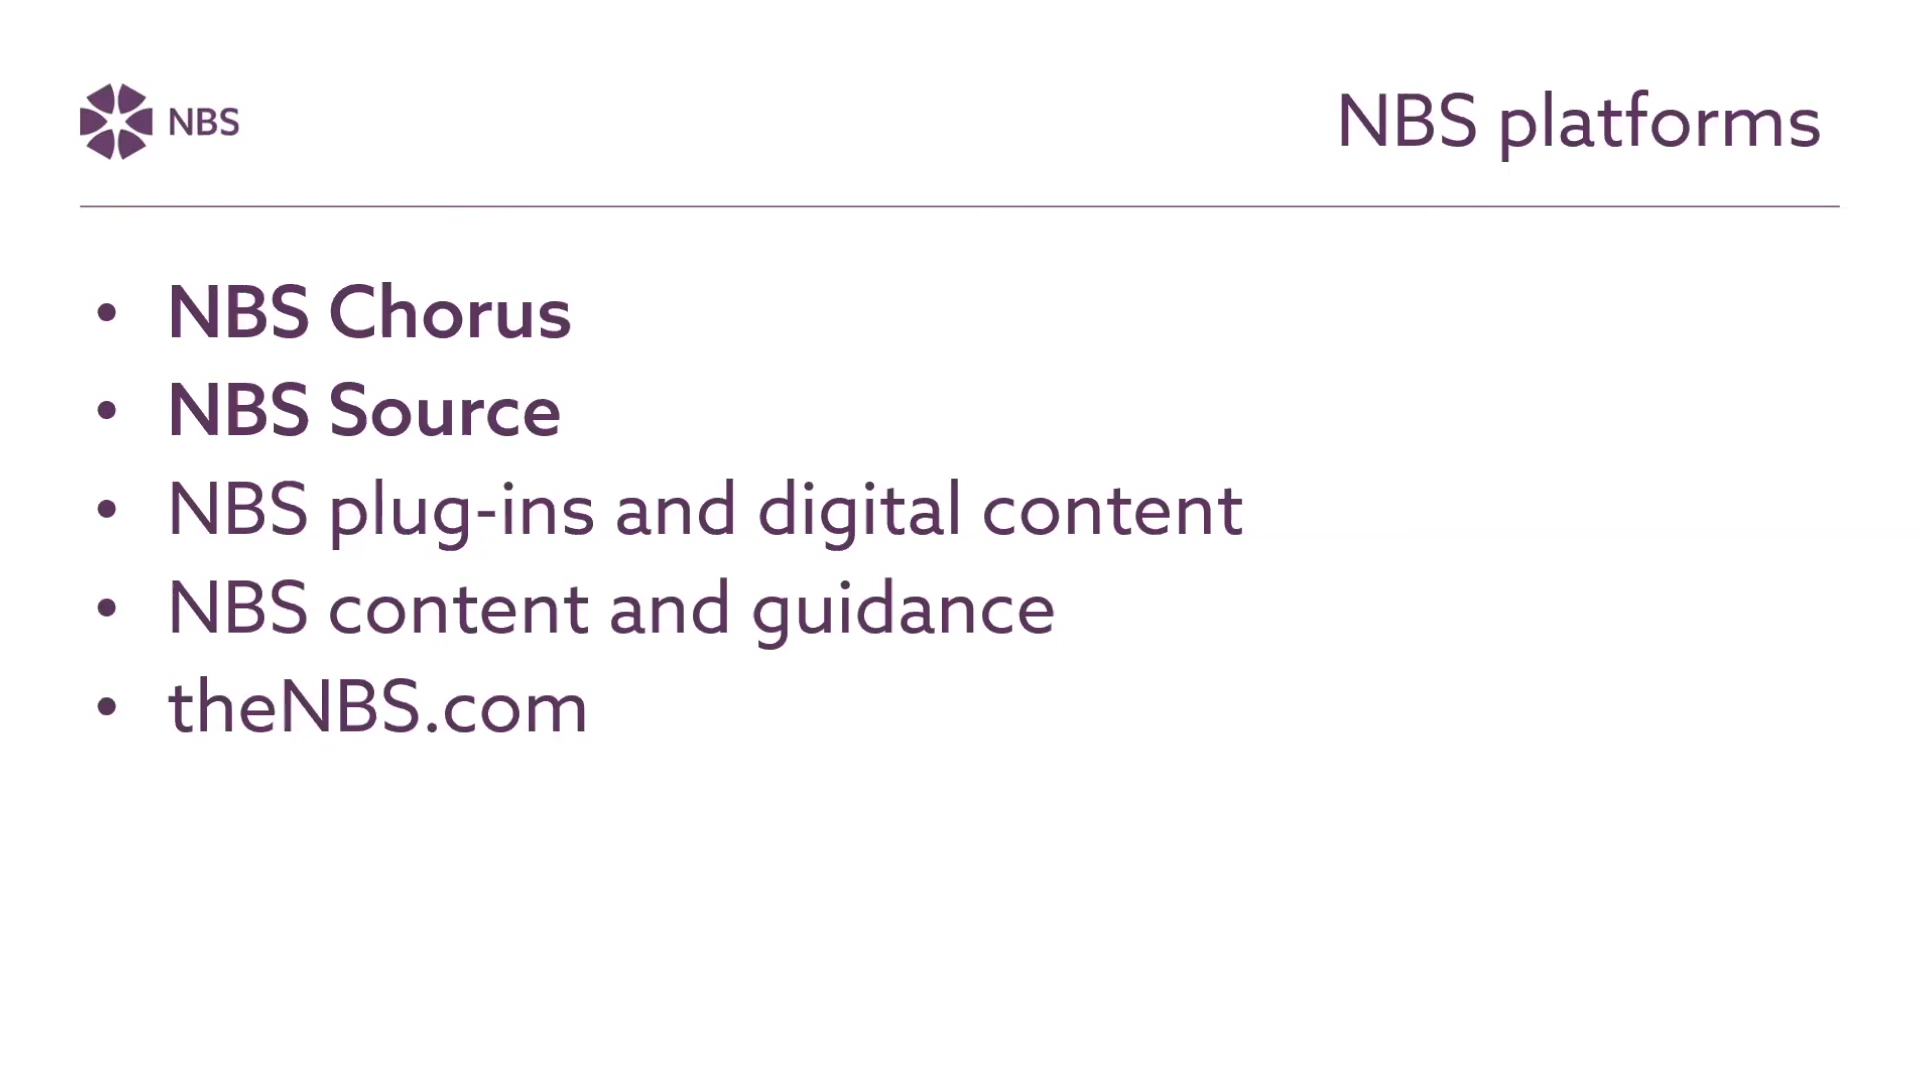 NBS
NBS platforms
• NBS Chorus
• NBS Source
• NBS plug-ins and digital content
• NBS content and guidance
• theNBS.com